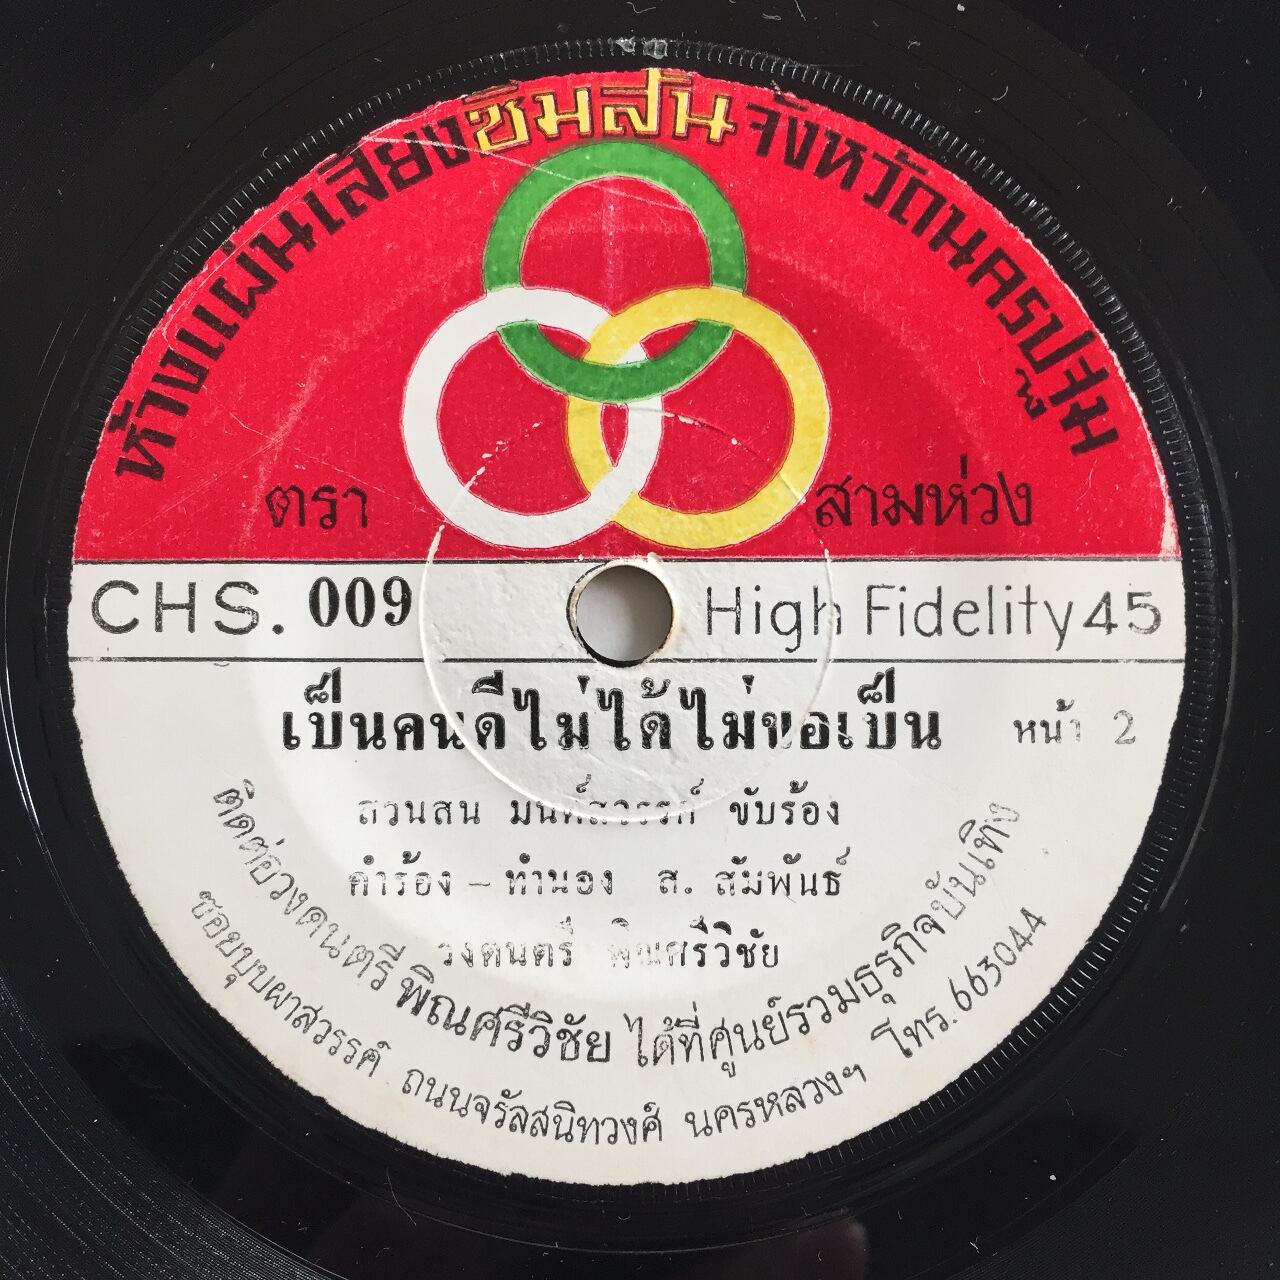 ห้างแผ่นเสียงซิมสันจังหวัดนครปฐม
ตรา สามห่วง
CHS. 009 High Fidelity 45
เป็นคนดีไม่ได้ไม่ขอเป็น หน้า 2
สวนสน มนต์สวรรค์ ขับร้อง
คำร้อง - ทำนอง ส. สัมพันธ์
วงดนตรี พิณศรีวิชัย
ติดต่อวงดนตรีพิณศรีวิชัย ได้ที่ศูนย์รวมธุรกิจบันเทิง
ซอยบุบผาสวรรค์ ถนนจรัลสนิทวงศ์ นครหลวงฯ โทร. 663044